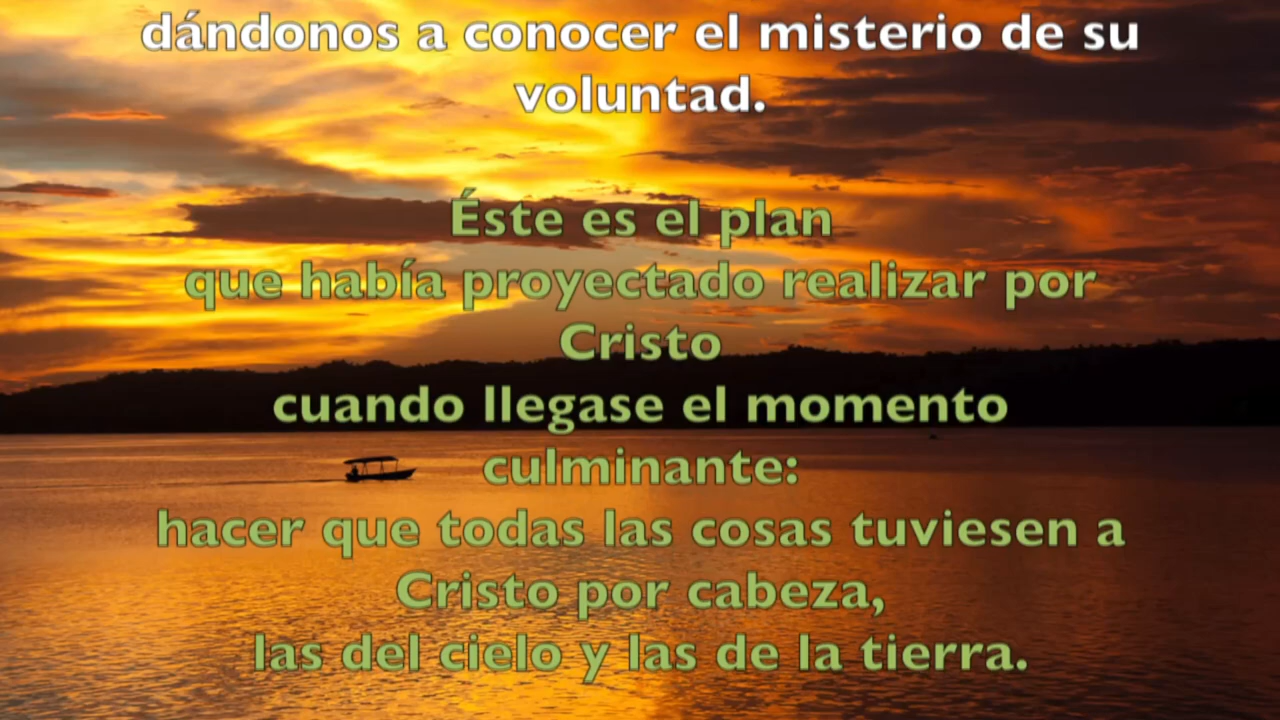 dándonos a conocer el misterio de su
voluntad.
Éste es el plan
que había proyectado realizar por
Cristo
cuando llegase el momento
culminante:
hacer que todas las cosas tuviesen a
Cristo por cabeza,
las del cielo y las de la tierra.